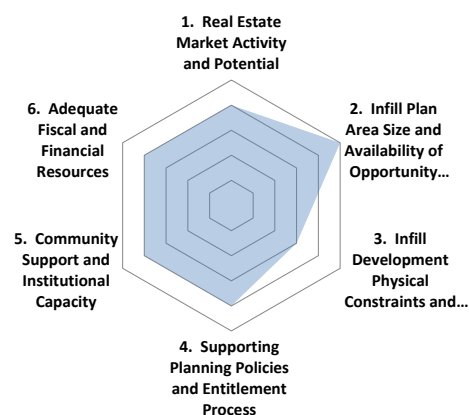 1. Real Estate
Market Activity
and Potential
2. Infill Plan
Area Size and
Availability of
Opportunity…
3. Infill
Development
Physical
Constraints and…
4. Supporting
Planning Policies
and Entitlement
Process
5. Community
Support and
Institutional
Capacity
6. Adequate
Fiscal and
Financial
Resources